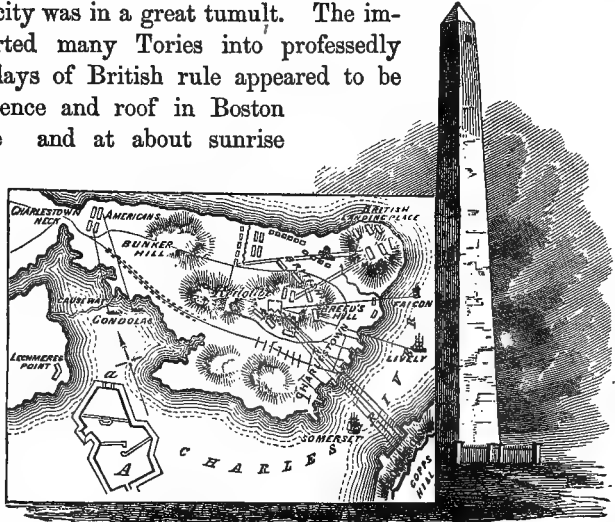 city was in a great tumult. The im-
rted many Tories into professedly
lays of British rule appeared to be
ence and roof in Boston
e and at about sunrise
CHARLESTOWN
NECK
AMERICANS
BRITISH
LANDING PLACE
BUNKER
HILL
HILL
CAUSEWAY
GONDOLAS
FALCON
LECHMERES
POINT
LIVELY
CHARLESTOWN
a
A
SOMERSET
CHARLES RIVER
COPPS
HILL